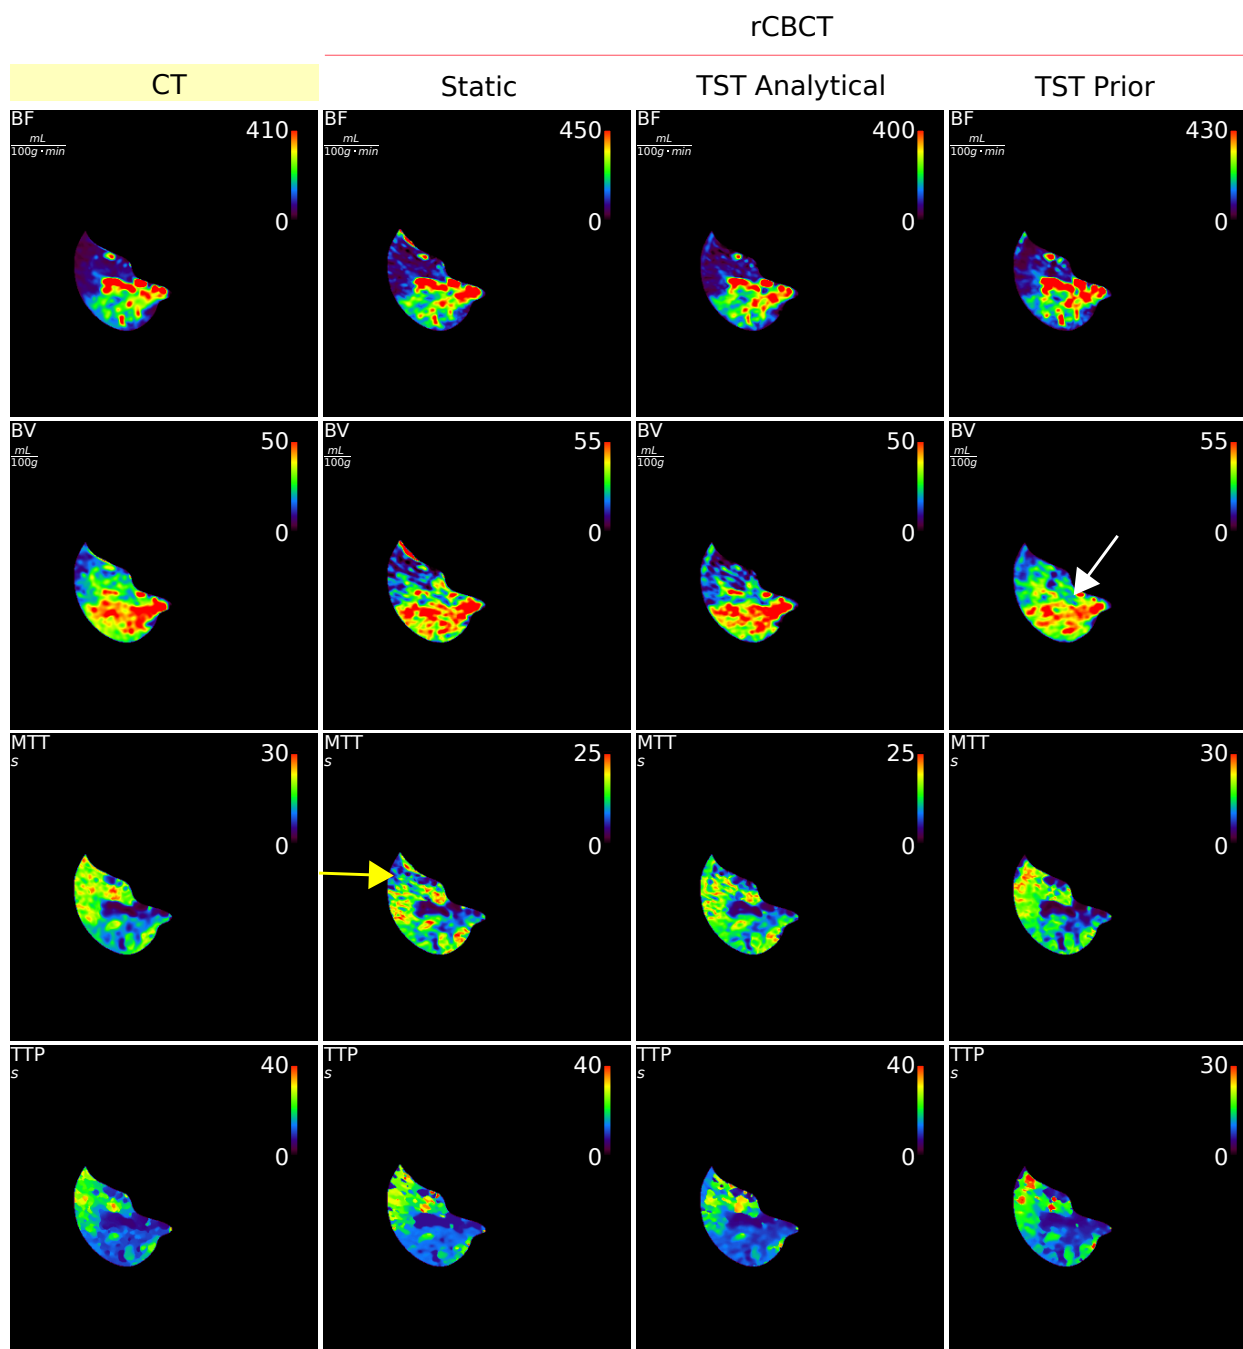 rCBCT
CT Static TST Analytical TST Prior
BF BF BF BF
mL/100g·min mL/100g·min mL/100g·min mL/100g·min
410 450 400 430
0 0 0 0
BV BV BV BV
mL/100g mL/100g mL/100g mL/100g
50 55 50 55
0 0 0 0
MTT MTT MTT MTT
s s s s
30 25 25 30
0 0 0 0
TTP TTP TTP TTP
s s s s
40 40 40 30
0 0 0 0